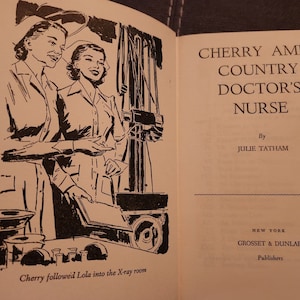 Cherry followed Lola into the X-ray room
CHERRY AM
COUNTRY
DOCTOR'S
NURSE
By
JULIE TATHAM
NEW YORK
GROSSET & DUNLA
Publishers